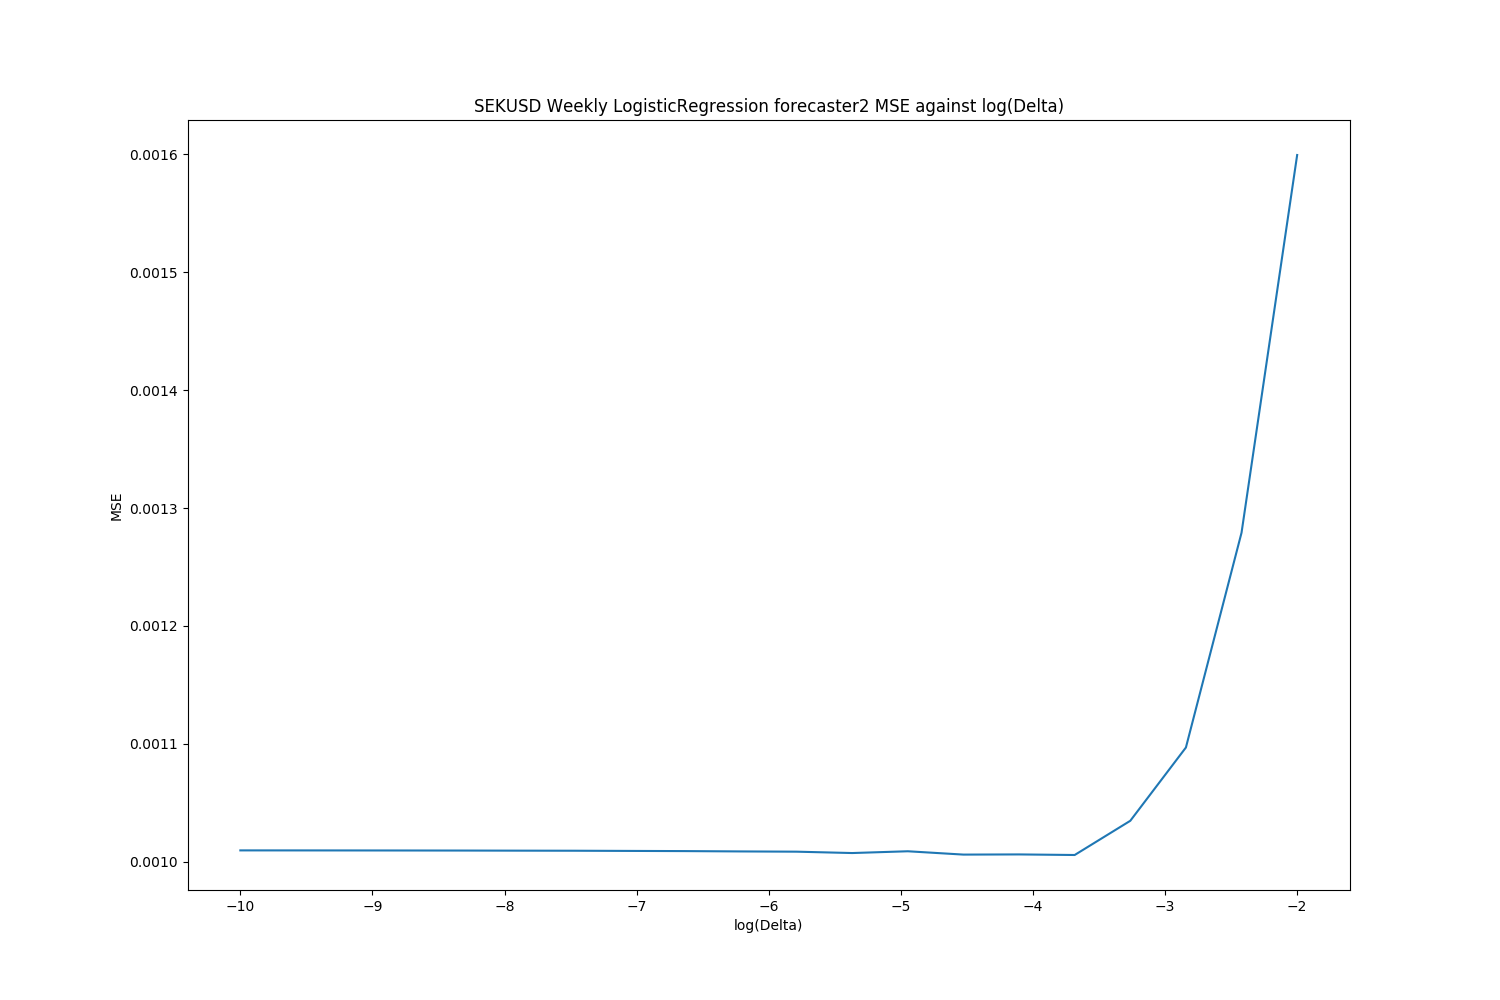 SEKUSD Weekly LogisticRegression forecaster2 MSE against log(Delta)
0.0016
0.0015
0.0014
0.0013
0.0012
0.0011
0.0010
MSE
−10 −9 −8 −7 −6 −5 −4 −3 −2
log(Delta)